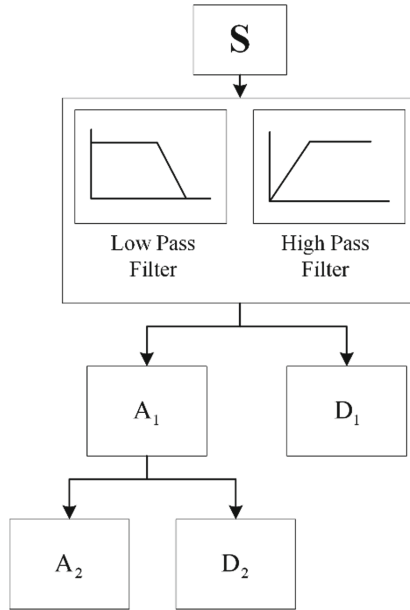 S
Low Pass
Filter
High Pass
Filter
A₁
D₁
A₂
D₂